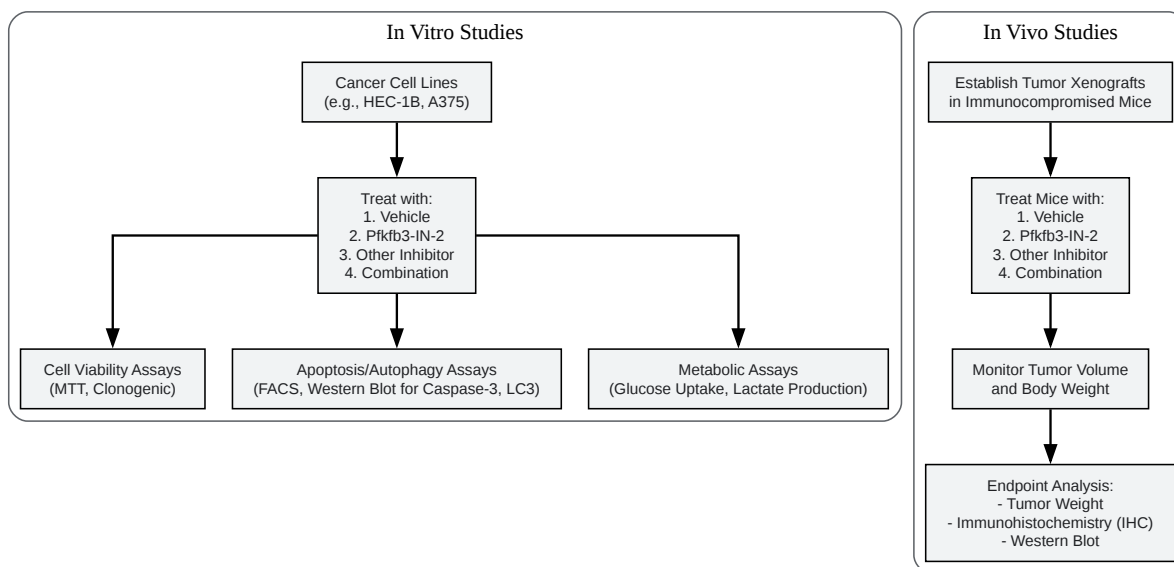 In Vitro Studies
Cancer Cell Lines
(e.g., HEC-1B, A375)
Treat with:
1. Vehicle
2. Pfkfb3-IN-2
3. Other Inhibitor
4. Combination
Cell Viability Assays
(MTT, Clonogenic)
Apoptosis/Autophagy Assays
(FACS, Western Blot for Caspase-3, LC3)
Metabolic Assays
(Glucose Uptake, Lactate Production)
In Vivo Studies
Establish Tumor Xenografts
in Immunocompromised Mice
Treat Mice with:
1. Vehicle
2. Pfkfb3-IN-2
3. Other Inhibitor
4. Combination
Monitor Tumor Volume
and Body Weight
Endpoint Analysis:
- Tumor Weight
- Immunohistochemistry (IHC)
- Western Blot